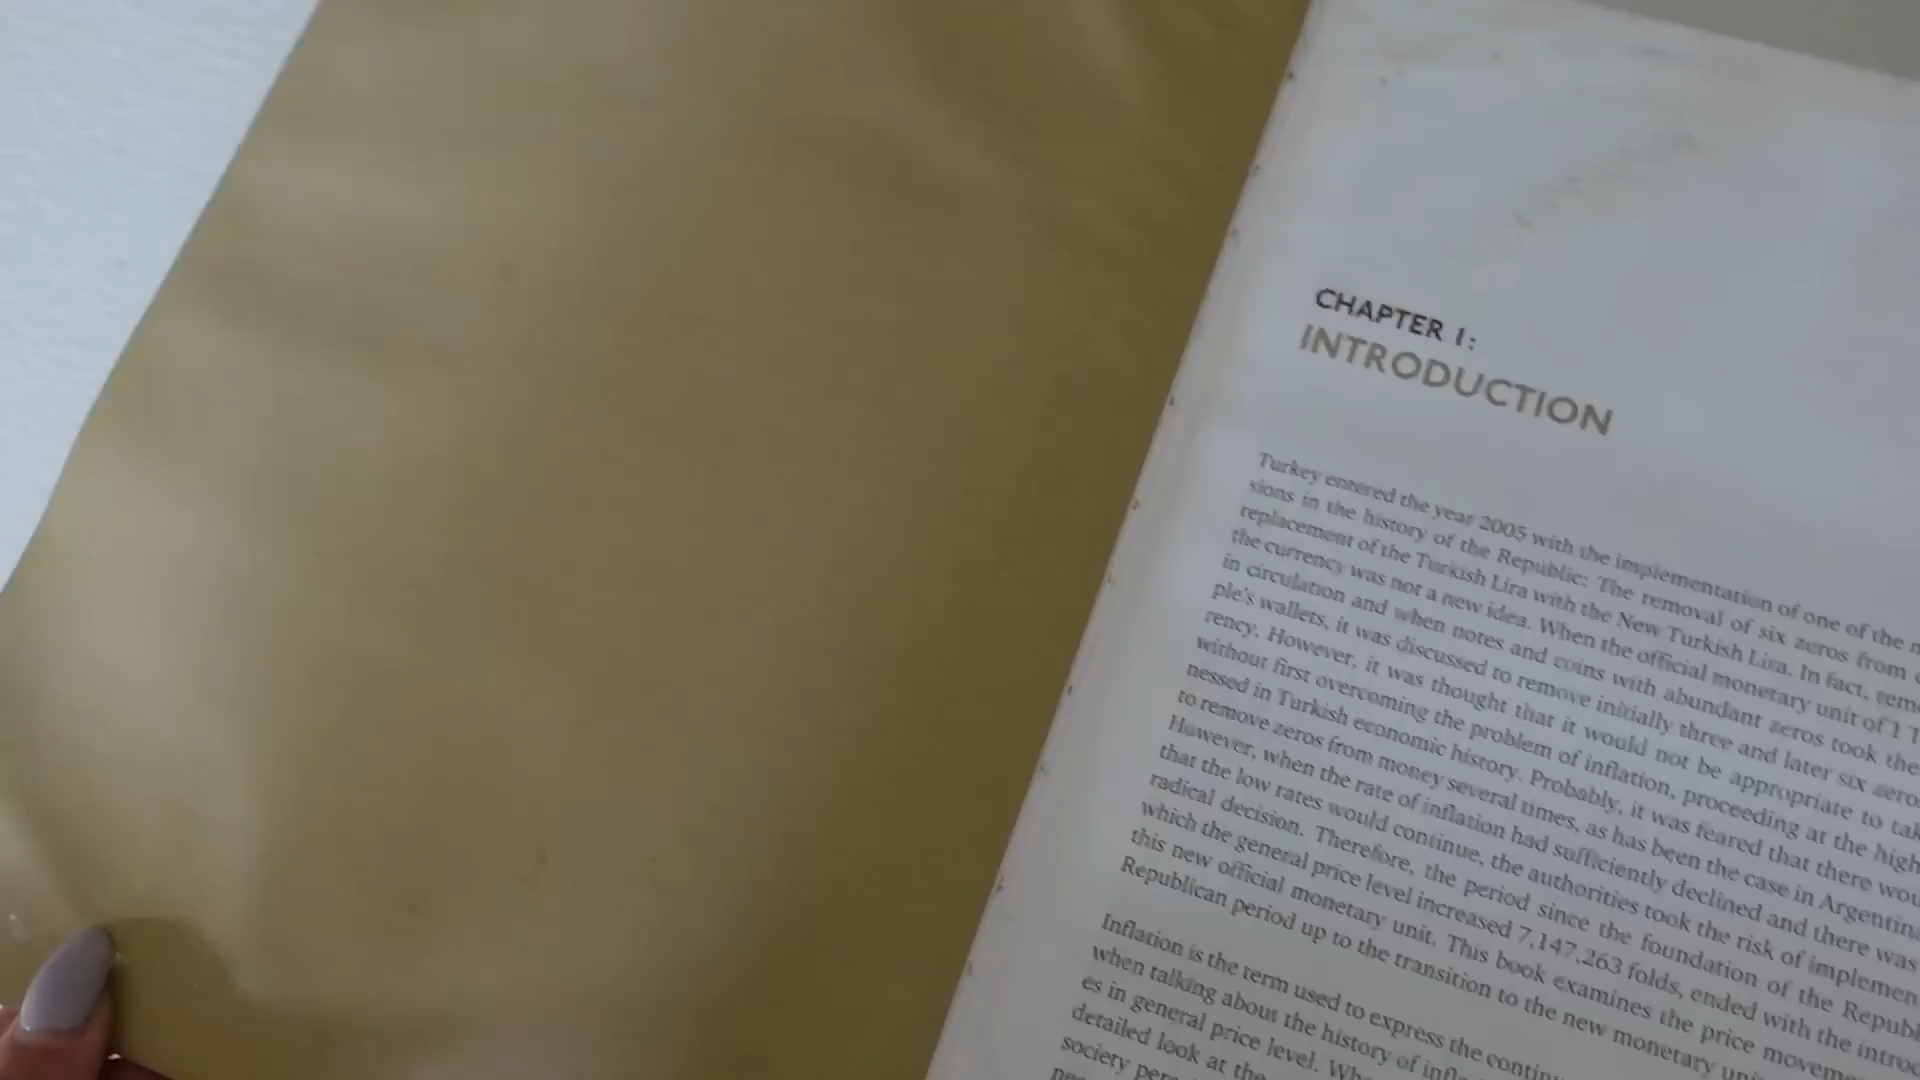 CHAPTER 1:
INTRODUCTION
Turkey entered the year 2005 with the implementation of one of the
sions in the history of the Republic: The removal of six zeros from
replacement of the Turkish Lira with the New Turkish Lira. In fact,
the currency was not a new idea. When the official monetary unit of 1
in circulation and when notes and coins with abundant zeros took
ple's wallets, it was discussed to remove initially three and later six
rency. However, it was thought that it would not be appropriate to
without first overcoming the problem of inflation, proceeding at the
nessed in Turkish economic history. Probably, it was feared that there
to remove zeros from money several times, as has been the case in
However, when the rate of inflation had sufficiently declined and there was
that the low rates would continue, the authorities took the risk of
radical decision. Therefore, the period since the foundation of the
which the general price level increased 7,147,263 folds, ended with the
this new official monetary unit. This book examines the price
Republican period up to the transition to the new monetary
Inflation is the term used to express the
when talking about the history of
es in general price level.
detailed look at the
society